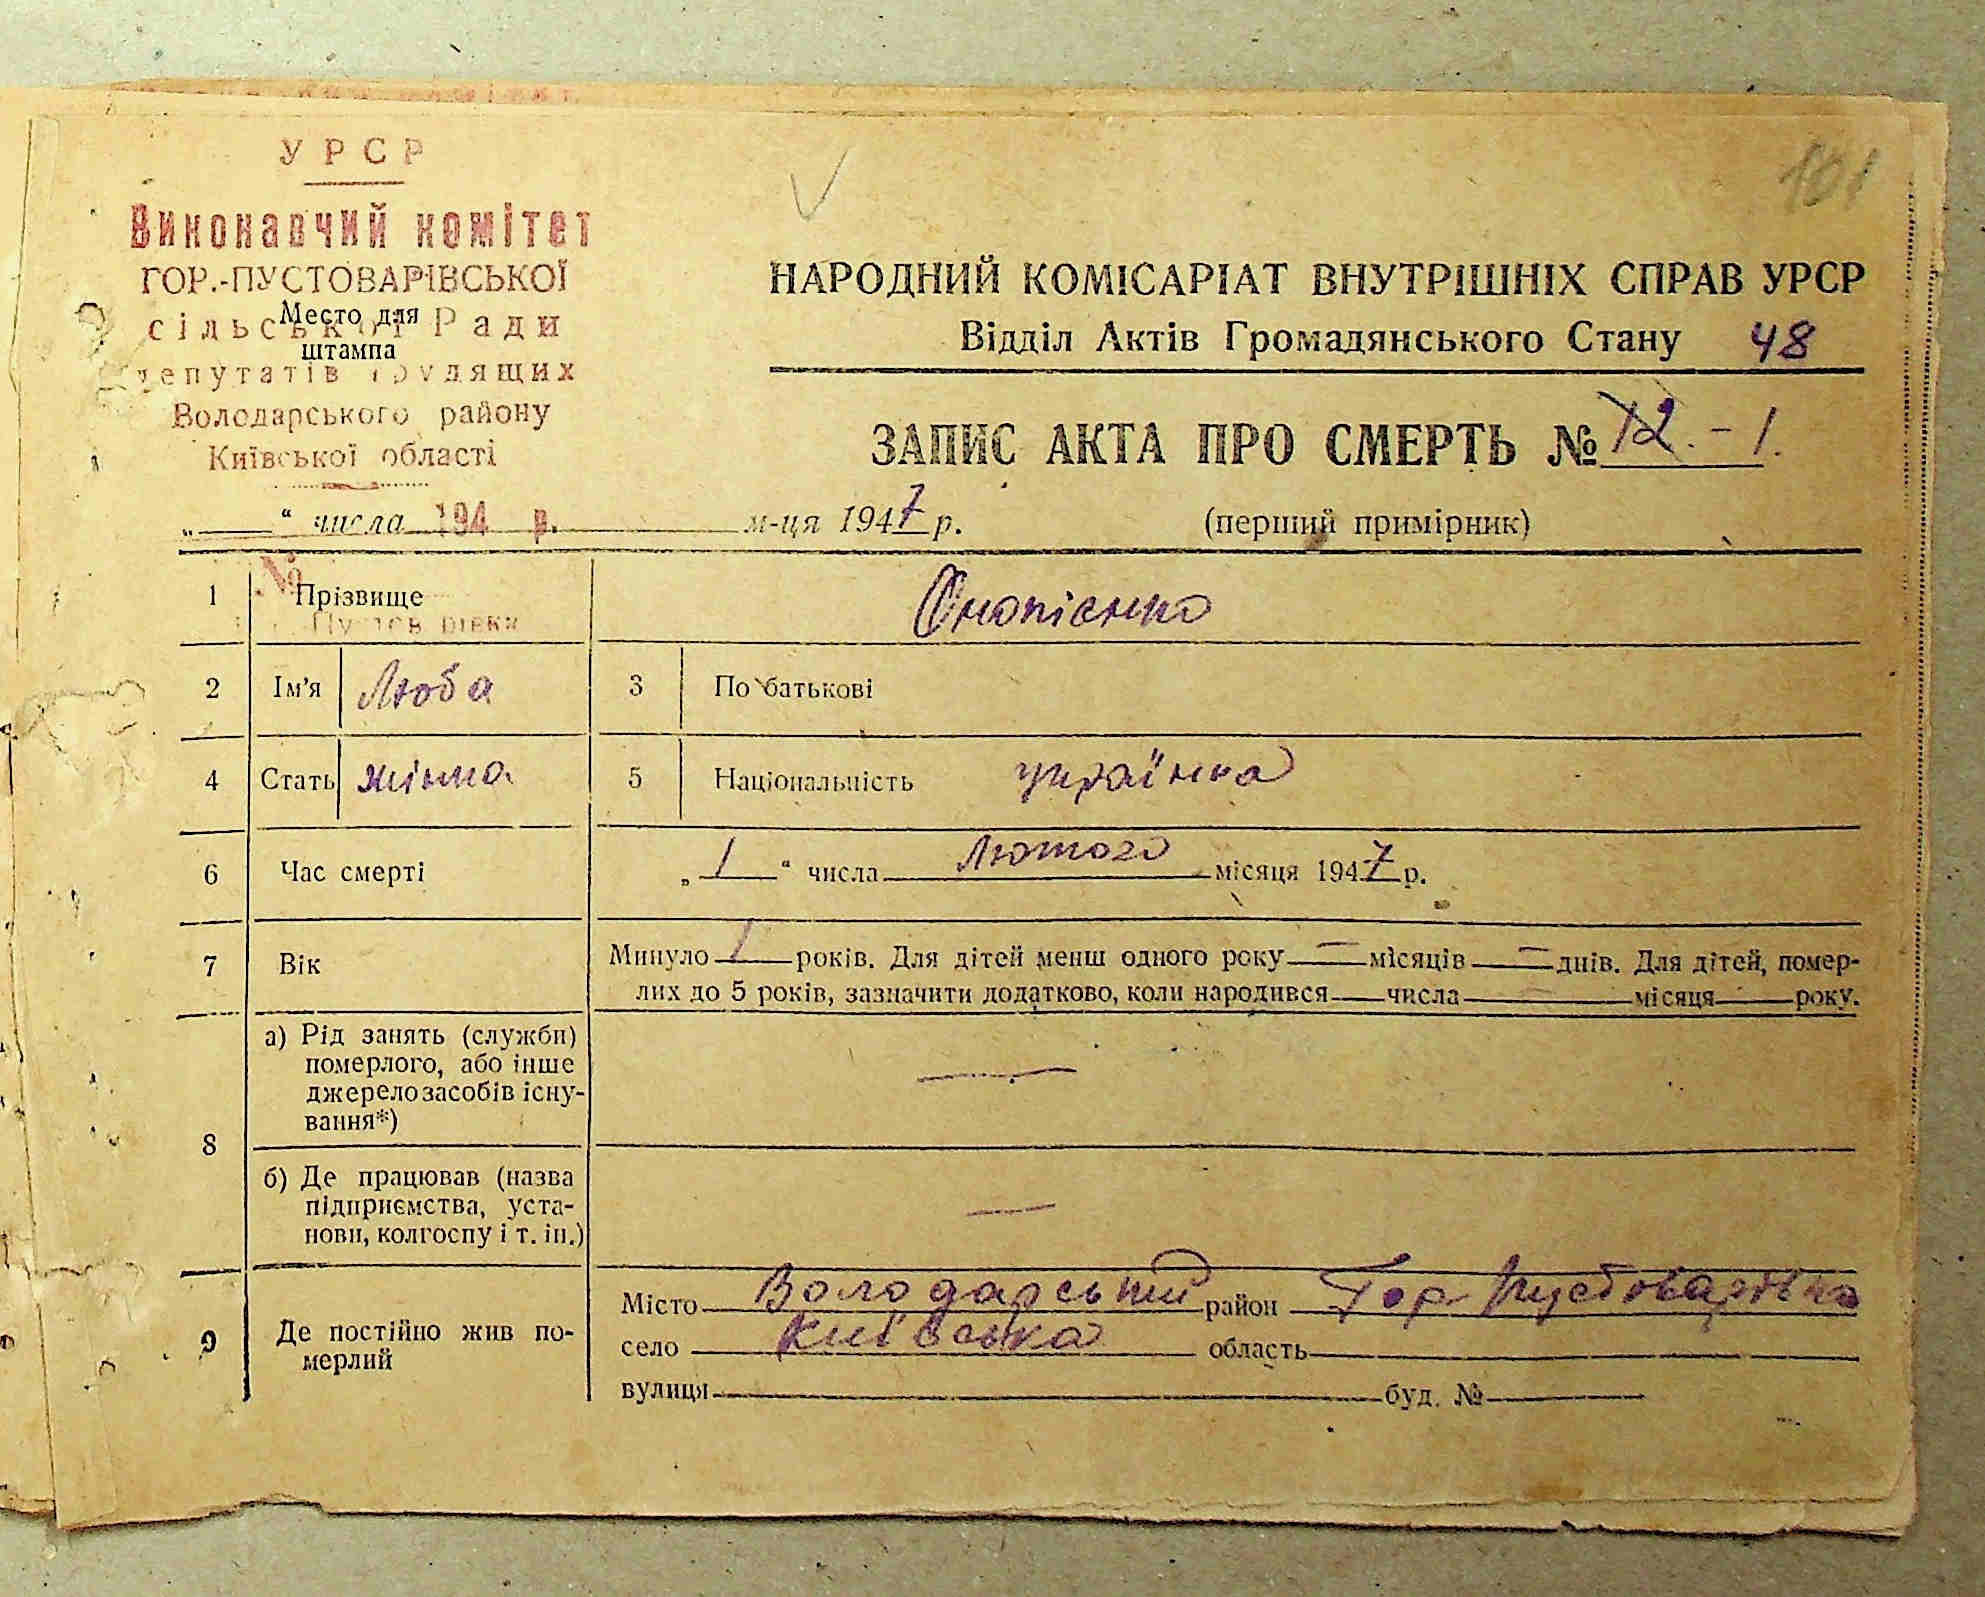 101
У Р С Р
Виконавчий комітет
ГОР.-ПУСТОВАРІВСЬКОЇ
сільської Ради
депутатів трудящих
Володарського району
Київської області
194 р.
№
Место для
штампа
НАРОДНИЙ КОМІСАРІАТ ВНУТРІШНІХ СПРАВ УРСР
Відділ Актів Громадянського Стану 48
ЗАПИС АКТА ПРО СМЕРТЬ № 12. - 1.
„ “ числа м-ця 1947 р. (перший примірник)
1 Прізвище Онопієнко
2 Ім'я Люба 3 По батькові
4 Стать жінка 5 Національність українка
6 Час смерті „ 1 “ числа Лютого місяця 1947 р.
7 Вік Минуло 1 років. Для дітей менш одного року — місяців — днів. Для дітей, помер-
лих до 5 років, зазначити додатково, коли народився числа місяця року.
8 а) Рід занять (служби)
померлого, або інше
джерело засобів існу-
вання*) —
б) Де працював (назва
підприємства, уста-
нови, колгоспу і т. ін.) —
9 Де постійно жив по-
мерлий
Місто Володарський район Гор Пустоварівка
село Київська область
вулиця буд. №